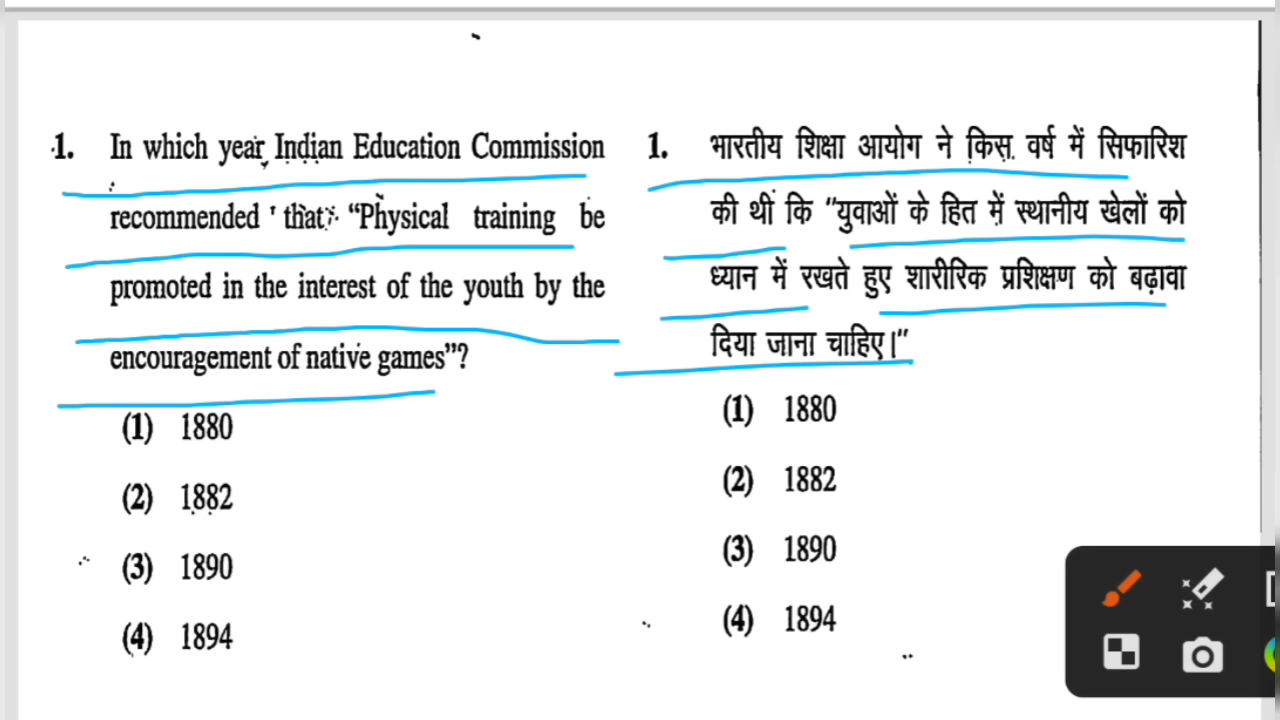 1. In which year Indian Education Commission
recommended that “Physical training be
promoted in the interest of the youth by the
encouragement of native games”?
(1) 1880
(2) 1882
(3) 1890
(4) 1894
1. भारतीय शिक्षा आयोग ने किस वर्ष में सिफारिश
की थीं कि “युवाओं के हित में स्थानीय खेलों को
ध्यान में रखते हुए शारीरिक प्रशिक्षण को बढ़ावा
दिया जाना चाहिए।”
(1) 1880
(2) 1882
(3) 1890
(4) 1894